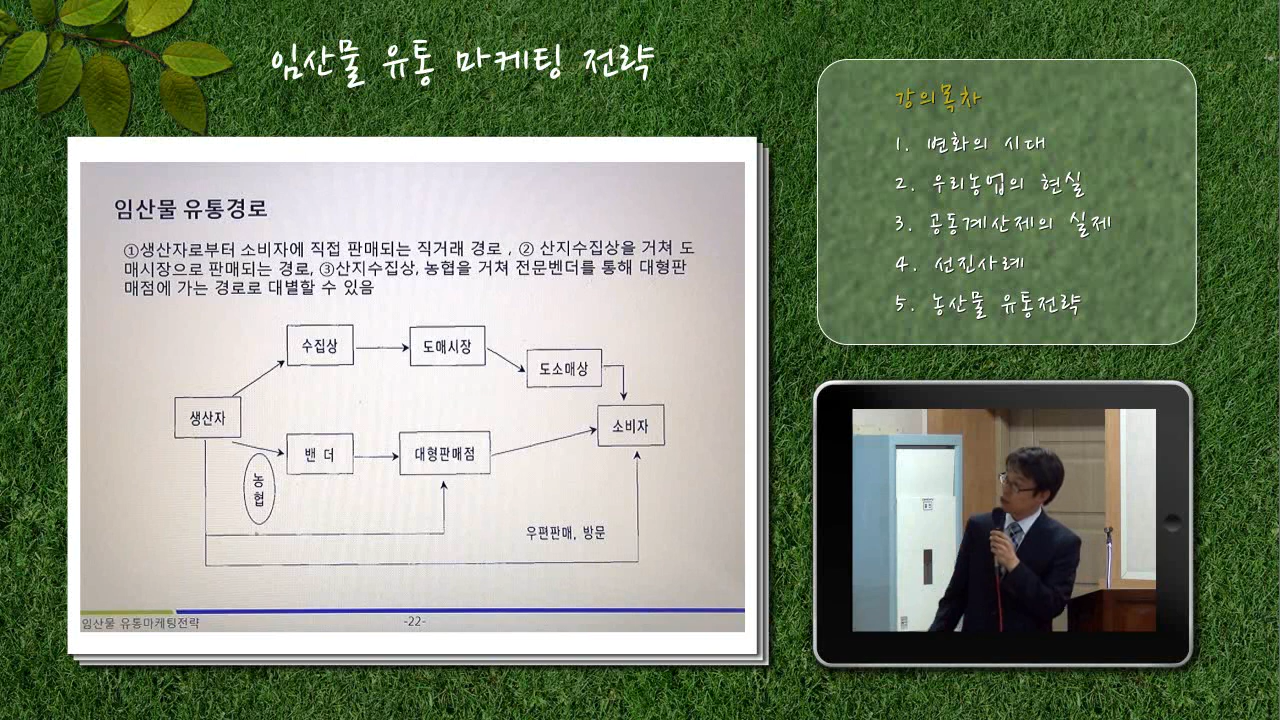 임산물 유통 마케팅 전략
임산물 유통경로
①생산자로부터 소비자에 직접 판매되는 직거래 경로 , ② 산지수집상을 거쳐 도
매시장으로 판매되는 경로, ③산지수집상, 농협을 거쳐 전문벤더를 통해 대형판
매점에 가는 경로로 대별할 수 있음
수집상
도매시장
도소매상
생산자
소비자
밴 더
대형판매점
농
협
우편판매, 방문
임산물 유통마케팅전략
-22-
강의목차
1. 변화의 시대
2. 우리농업의 현실
3. 공동계산제의 실제
4. 선진사례
5. 농산물 유통전략